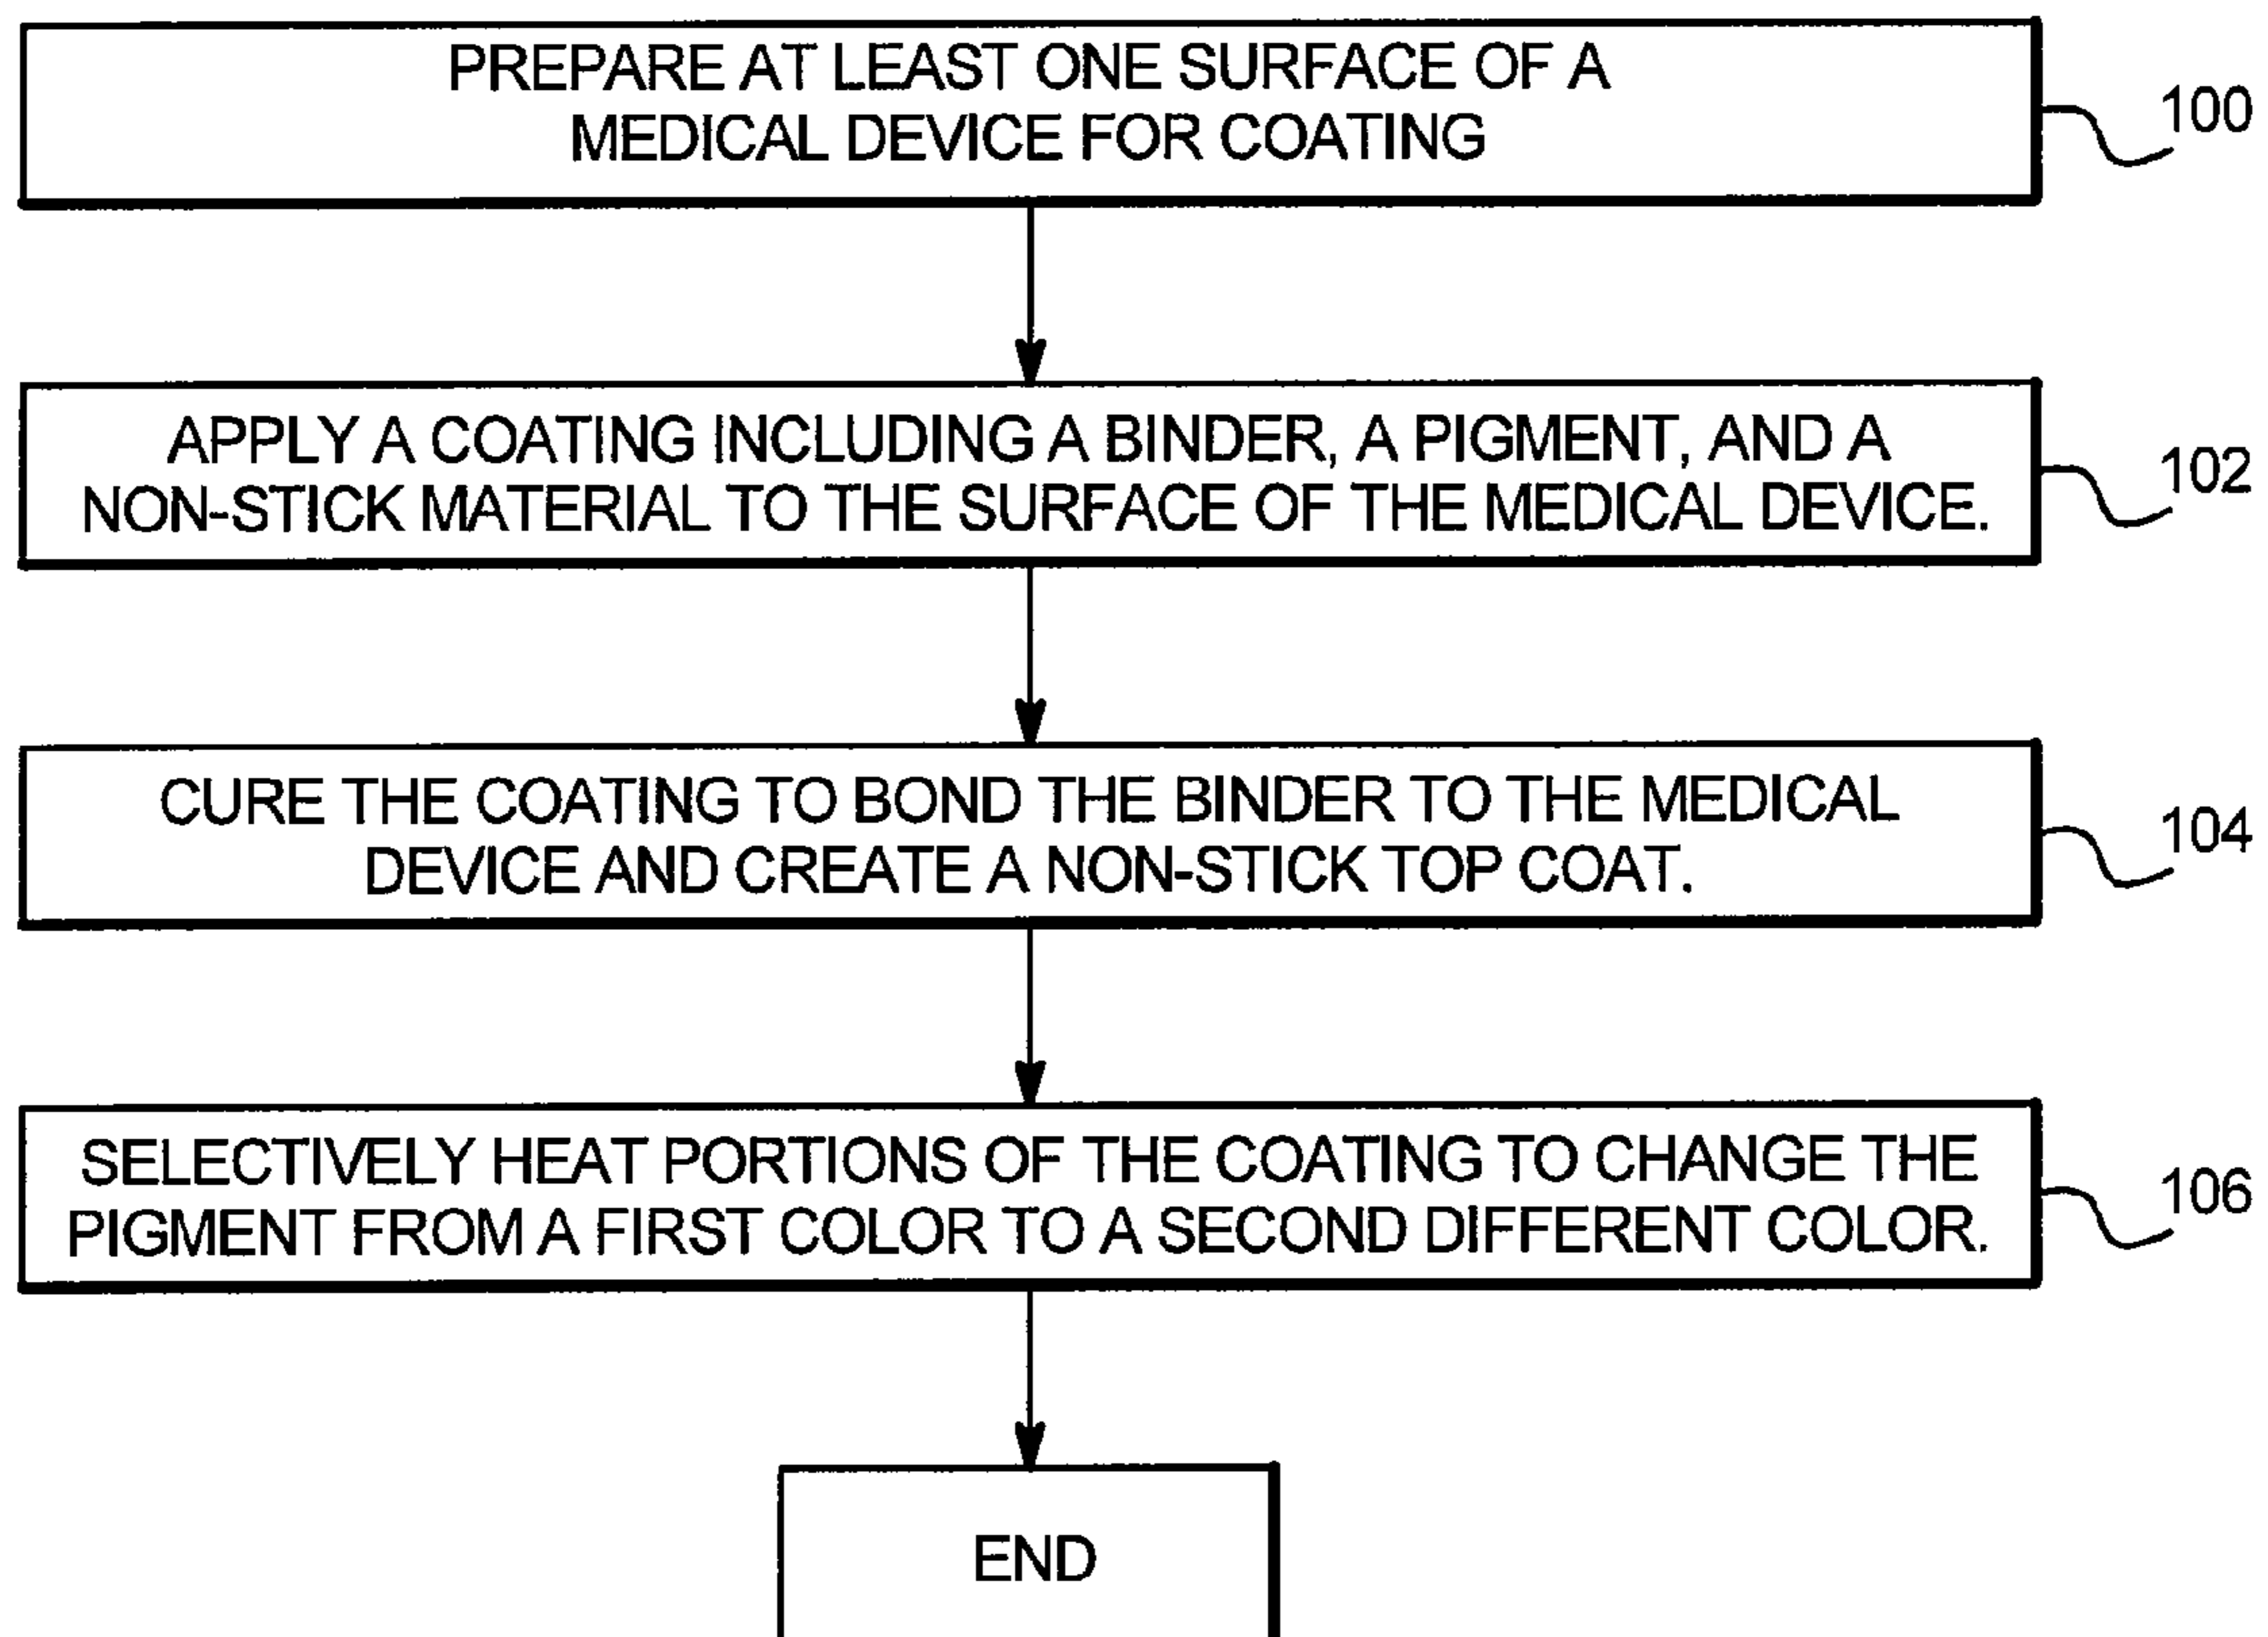 PREPARE AT LEAST ONE SURFACE OF A
MEDICAL DEVICE FOR COATING
100
APPLY A COATING INCLUDING A BINDER, A PIGMENT, AND A
NON-STICK MATERIAL TO THE SURFACE OF THE MEDICAL DEVICE.
102
CURE THE COATING TO BOND THE BINDER TO THE MEDICAL
DEVICE AND CREATE A NON-STICK TOP COAT.
104
SELECTIVELY HEAT PORTIONS OF THE COATING TO CHANGE THE
PIGMENT FROM A FIRST COLOR TO A SECOND DIFFERENT COLOR.
106
END